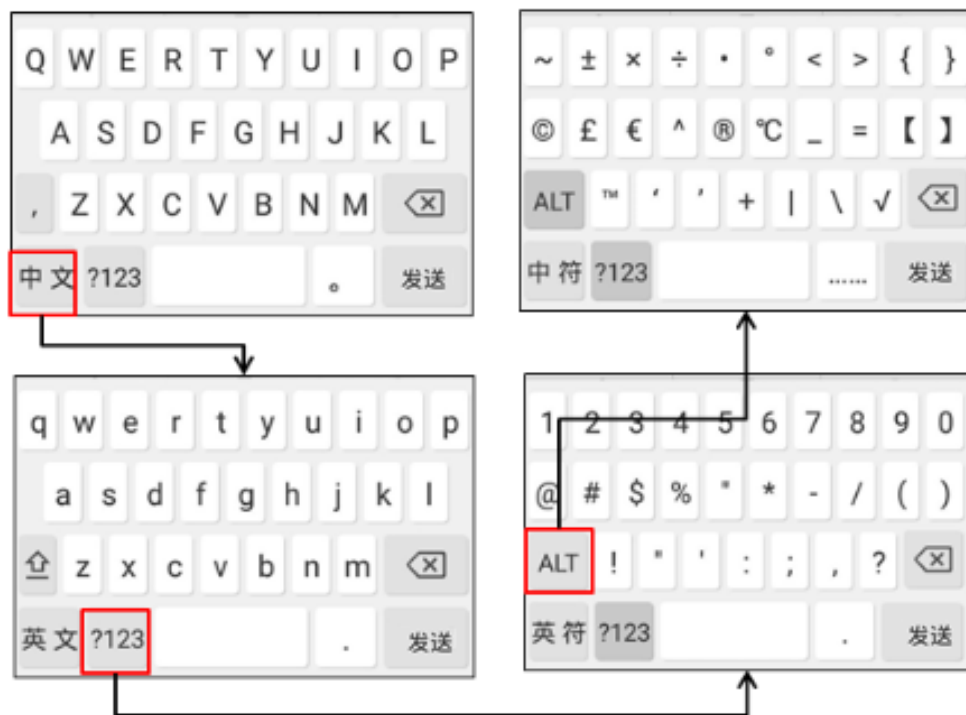 Q W E R T Y U I O P
A S D F G H J K L
, Z X C V B N M
中文 ?123 。 发送
~ ± × ÷ · ° < > { }
© £ € ^ ® ℃ _ = 【 】
ALT ™ ‘ ’ + | \ √
中符 ?123 …… 发送
q w e r t y u i o p
a s d f g h j k l
z x c v b n m
英文 ?123 . 发送
1 2 3 4 5 6 7 8 9 0
@ # $ % " * - / ( )
ALT ! " ' : ; , ?
英符 ?123 . 发送